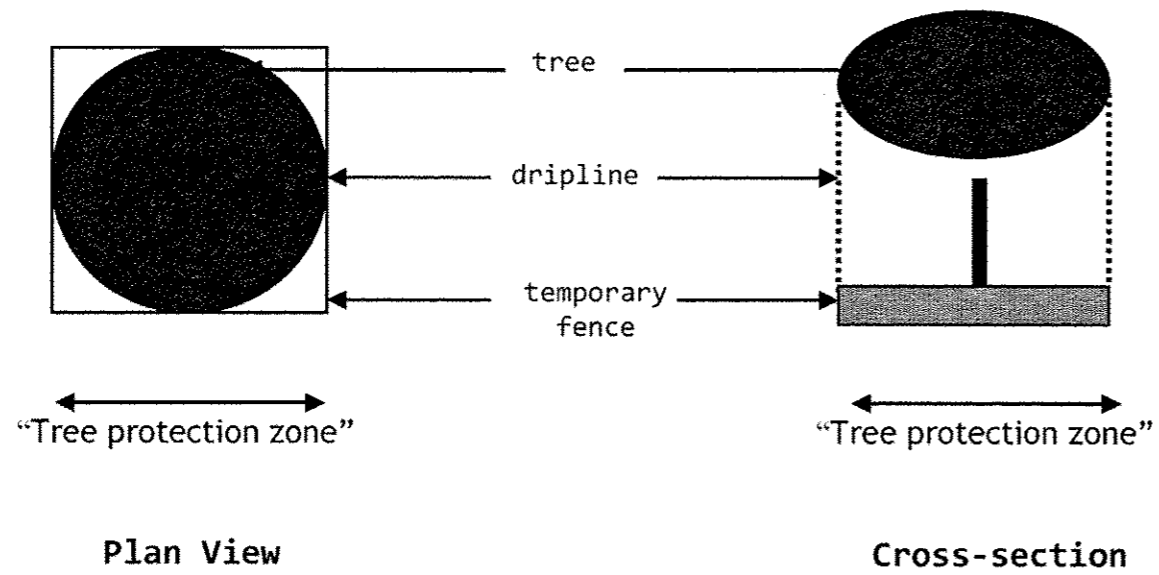 tree
dripline
temporary
fence
“Tree protection zone”
“Tree protection zone”
Plan View
Cross-section